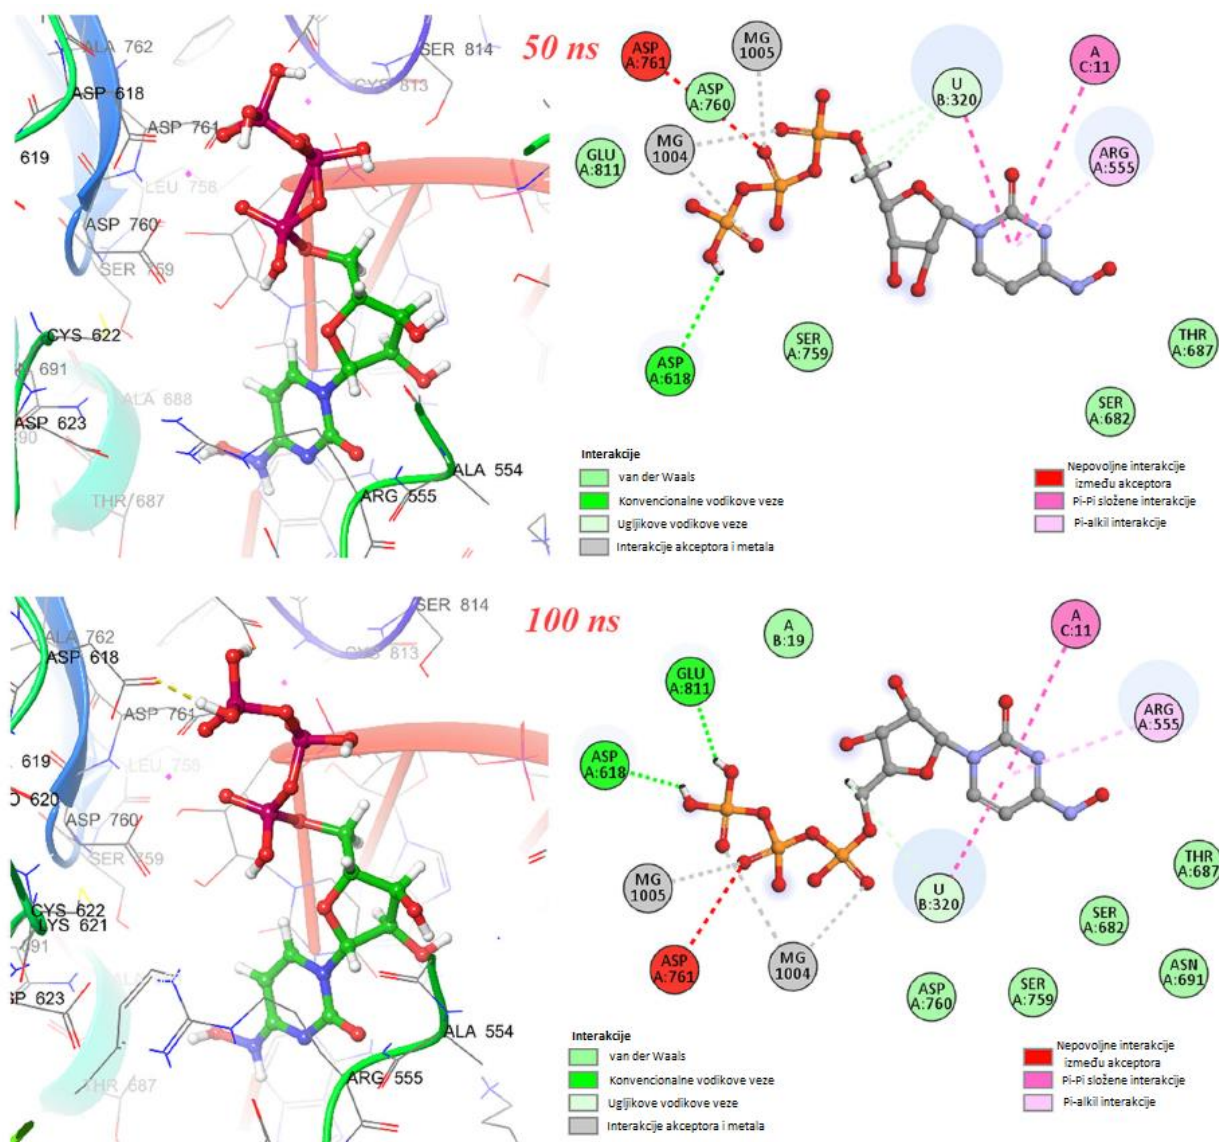 ALA 762
SER 814
50 ns
CYS 813
ASP 618
ASP 761
619
LEU 758
ASP 760
SER 759
CYS 622
691
ALA 688
ASP 623
90
THR 687
ALA 554
ARG 555
MG
1005
ASP
A:761
ASP
A:760
MG
1004
GLU
A:811
U
B:320
A
C:11
ARG
A:555
SER
A:759
ASP
A:618
THR
A:687
SER
A:682
Interakcije
van der Waals
Konvencionalne vodikove veze
Ugljikove vodikove veze
Interakcije akceptora i metala
Nepovoljne interakcije
između akceptora
Pi-Pi složene interakcije
Pi-alkil interakcije
SER 814
100 ns
ALA 762
ASP 618
CYS 813
ASP 761
619
LEU 758
O 620
ASP 760
SER 759
CYS 622
LYS 621
691
SP 623
THR 687
ALA 554
ARG 555
A
B:19
GLU
A:811
A
C:11
ARG
A:555
ASP
A:618
MG
1005
ASP
A:761
MG
1004
U
B:320
THR
A:687
SER
A:682
ASN
A:691
ASP
A:760
SER
A:759
Interakcije
van der Waals
Konvencionalne vodikove veze
Ugljikove vodikove veze
Interakcije akceptora i metala
Nepovoljne interakcije
između akceptora
Pi-Pi složene interakcije
Pi-alkil interakcije